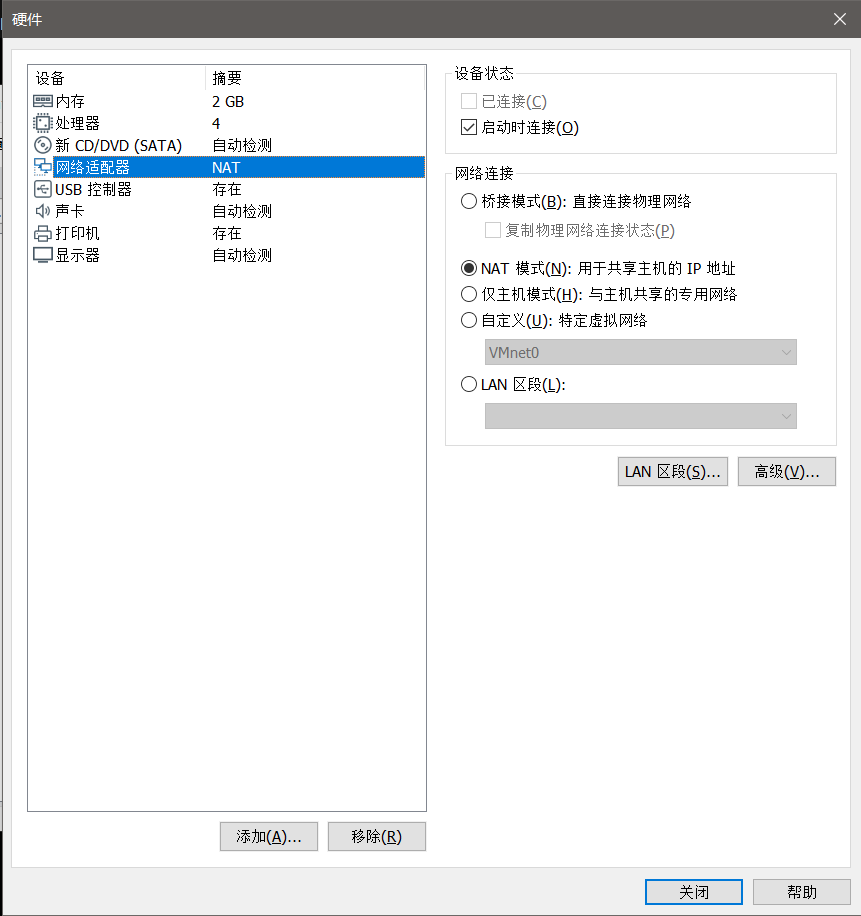 硬件
设备 摘要
内存 2 GB
处理器 4
新 CD/DVD (SATA) 自动检测
网络适配器 NAT
USB 控制器 存在
声卡 自动检测
打印机 存在
显示器 自动检测
添加(A)... 移除(R)
设备状态
已连接(C)
启动时连接(O)
网络连接
桥接模式(B): 直接连接物理网络
复制物理网络连接状态(P)
NAT 模式(N): 用于共享主机的 IP 地址
仅主机模式(H): 与主机共享的专用网络
自定义(U): 特定虚拟网络
VMnet0
LAN 区段(L):
LAN 区段(S)... 高级(V)...
关闭 帮助